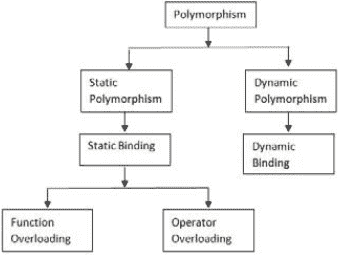 Polymorphism
Static
Polymorphism
Dynamic
Polymorphism
Static Binding
Dynamic
Binding
Function
Overloading
Operator
Overloading